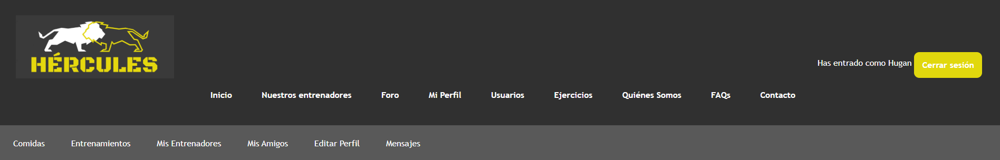 HÉRCULES
Has entrado como Hugan Cerrar sesión
Inicio Nuestros entrenadores Foro Mi Perfil Usuarios Ejercicios Quiénes Somos FAQs Contacto
Comidas Entrenamientos Mis Entrenadores Mis Amigos Editar Perfil Mensajes